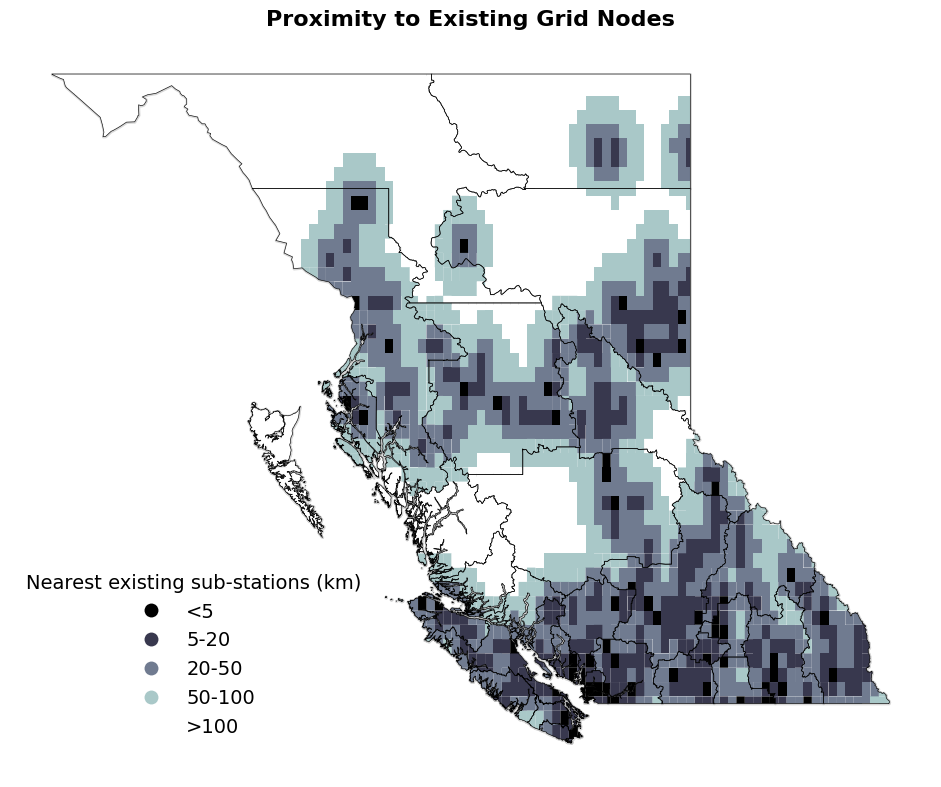 Proximity to Existing Grid Nodes
Nearest existing sub-stations (km)
<5
5-20
20-50
50-100
>100